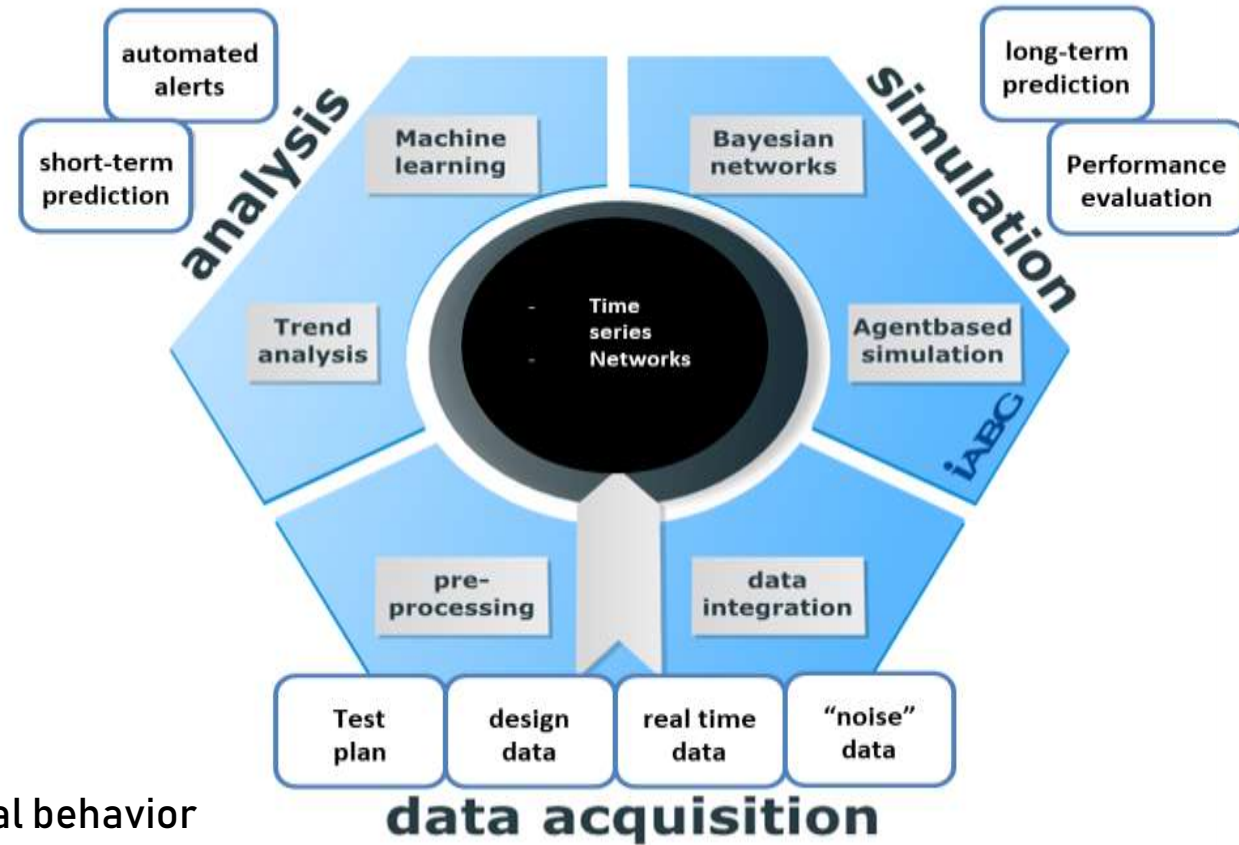 automated
alerts
short-term
prediction
analysis
Machine
learning
Trend
analysis
Bayesian
networks
Agentbased
simulation
simulation
long-term
prediction
Performance
evaluation
- Time
series
- Networks
iABG
pre-
processing
data
integration
Test
plan
design
data
real time
data
“noise”
data
al behavior
data acquisition